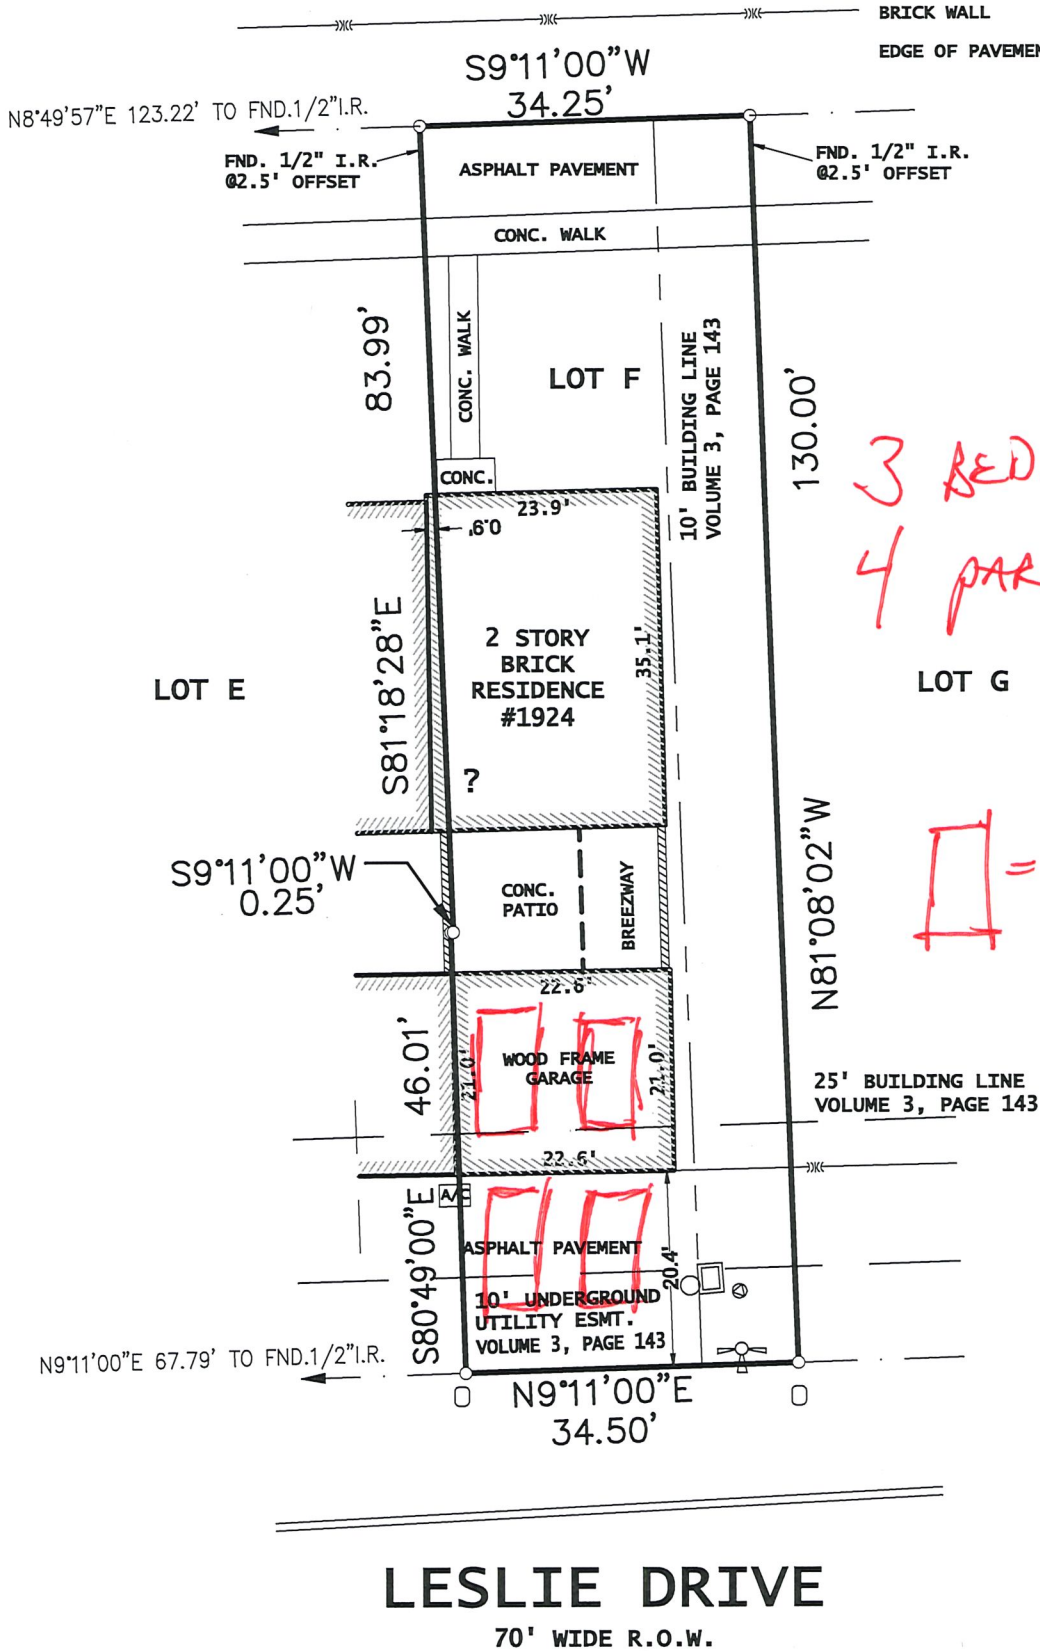 BRICK WALL
EDGE OF PAVEMEN
S9°11'00"W
34.25'
N8°49'57"E 123.22' TO FND.1/2"I.R.
FND. 1/2" I.R.
@2.5' OFFSET
ASPHALT PAVEMENT
FND. 1/2" I.R.
@2.5' OFFSET
CONC. WALK
83.99'
CONC. WALK
LOT F
10' BUILDING LINE
VOLUME 3, PAGE 143
130.00'
3 BED
4 PAR
CONC.
23.9'
0.9'
S81°18'28"E
2 STORY
BRICK
RESIDENCE
#1924
35.1'
LOT E
LOT G
?
S9°11'00"W
0.25'
CONC.
PATIO
BREEZWAY
N81°08'02"W
=
22.6'
46.01'
21.0'
WOOD FRAME
GARAGE
21.0'
25' BUILDING LINE
VOLUME 3, PAGE 143
22.6'
A/C
S80°49'00"E
ASPHALT PAVEMENT
20.4'
10' UNDERGROUND
UTILITY ESMT.
VOLUME 3, PAGE 143
N9°11'00"E 67.79' TO FND.1/2"I.R.
N9°11'00"E
34.50'
LESLIE DRIVE
70' WIDE R.O.W.